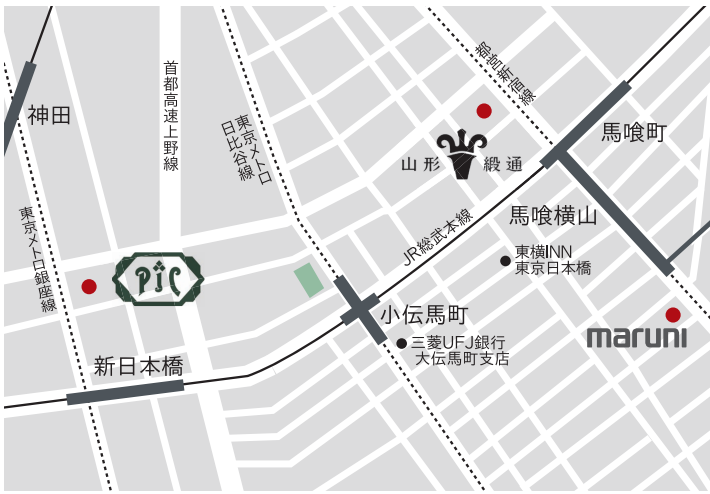 神田
首都高速上野線
東京メトロ
日比谷線
都営新宿線
馬喰町
山形緞通
馬喰横山
東京メトロ銀座線
PiC
JR総武本線
東横INN
東京日本橋
小伝馬町
三菱UFJ銀行
大伝馬町支店
maruni
新日本橋